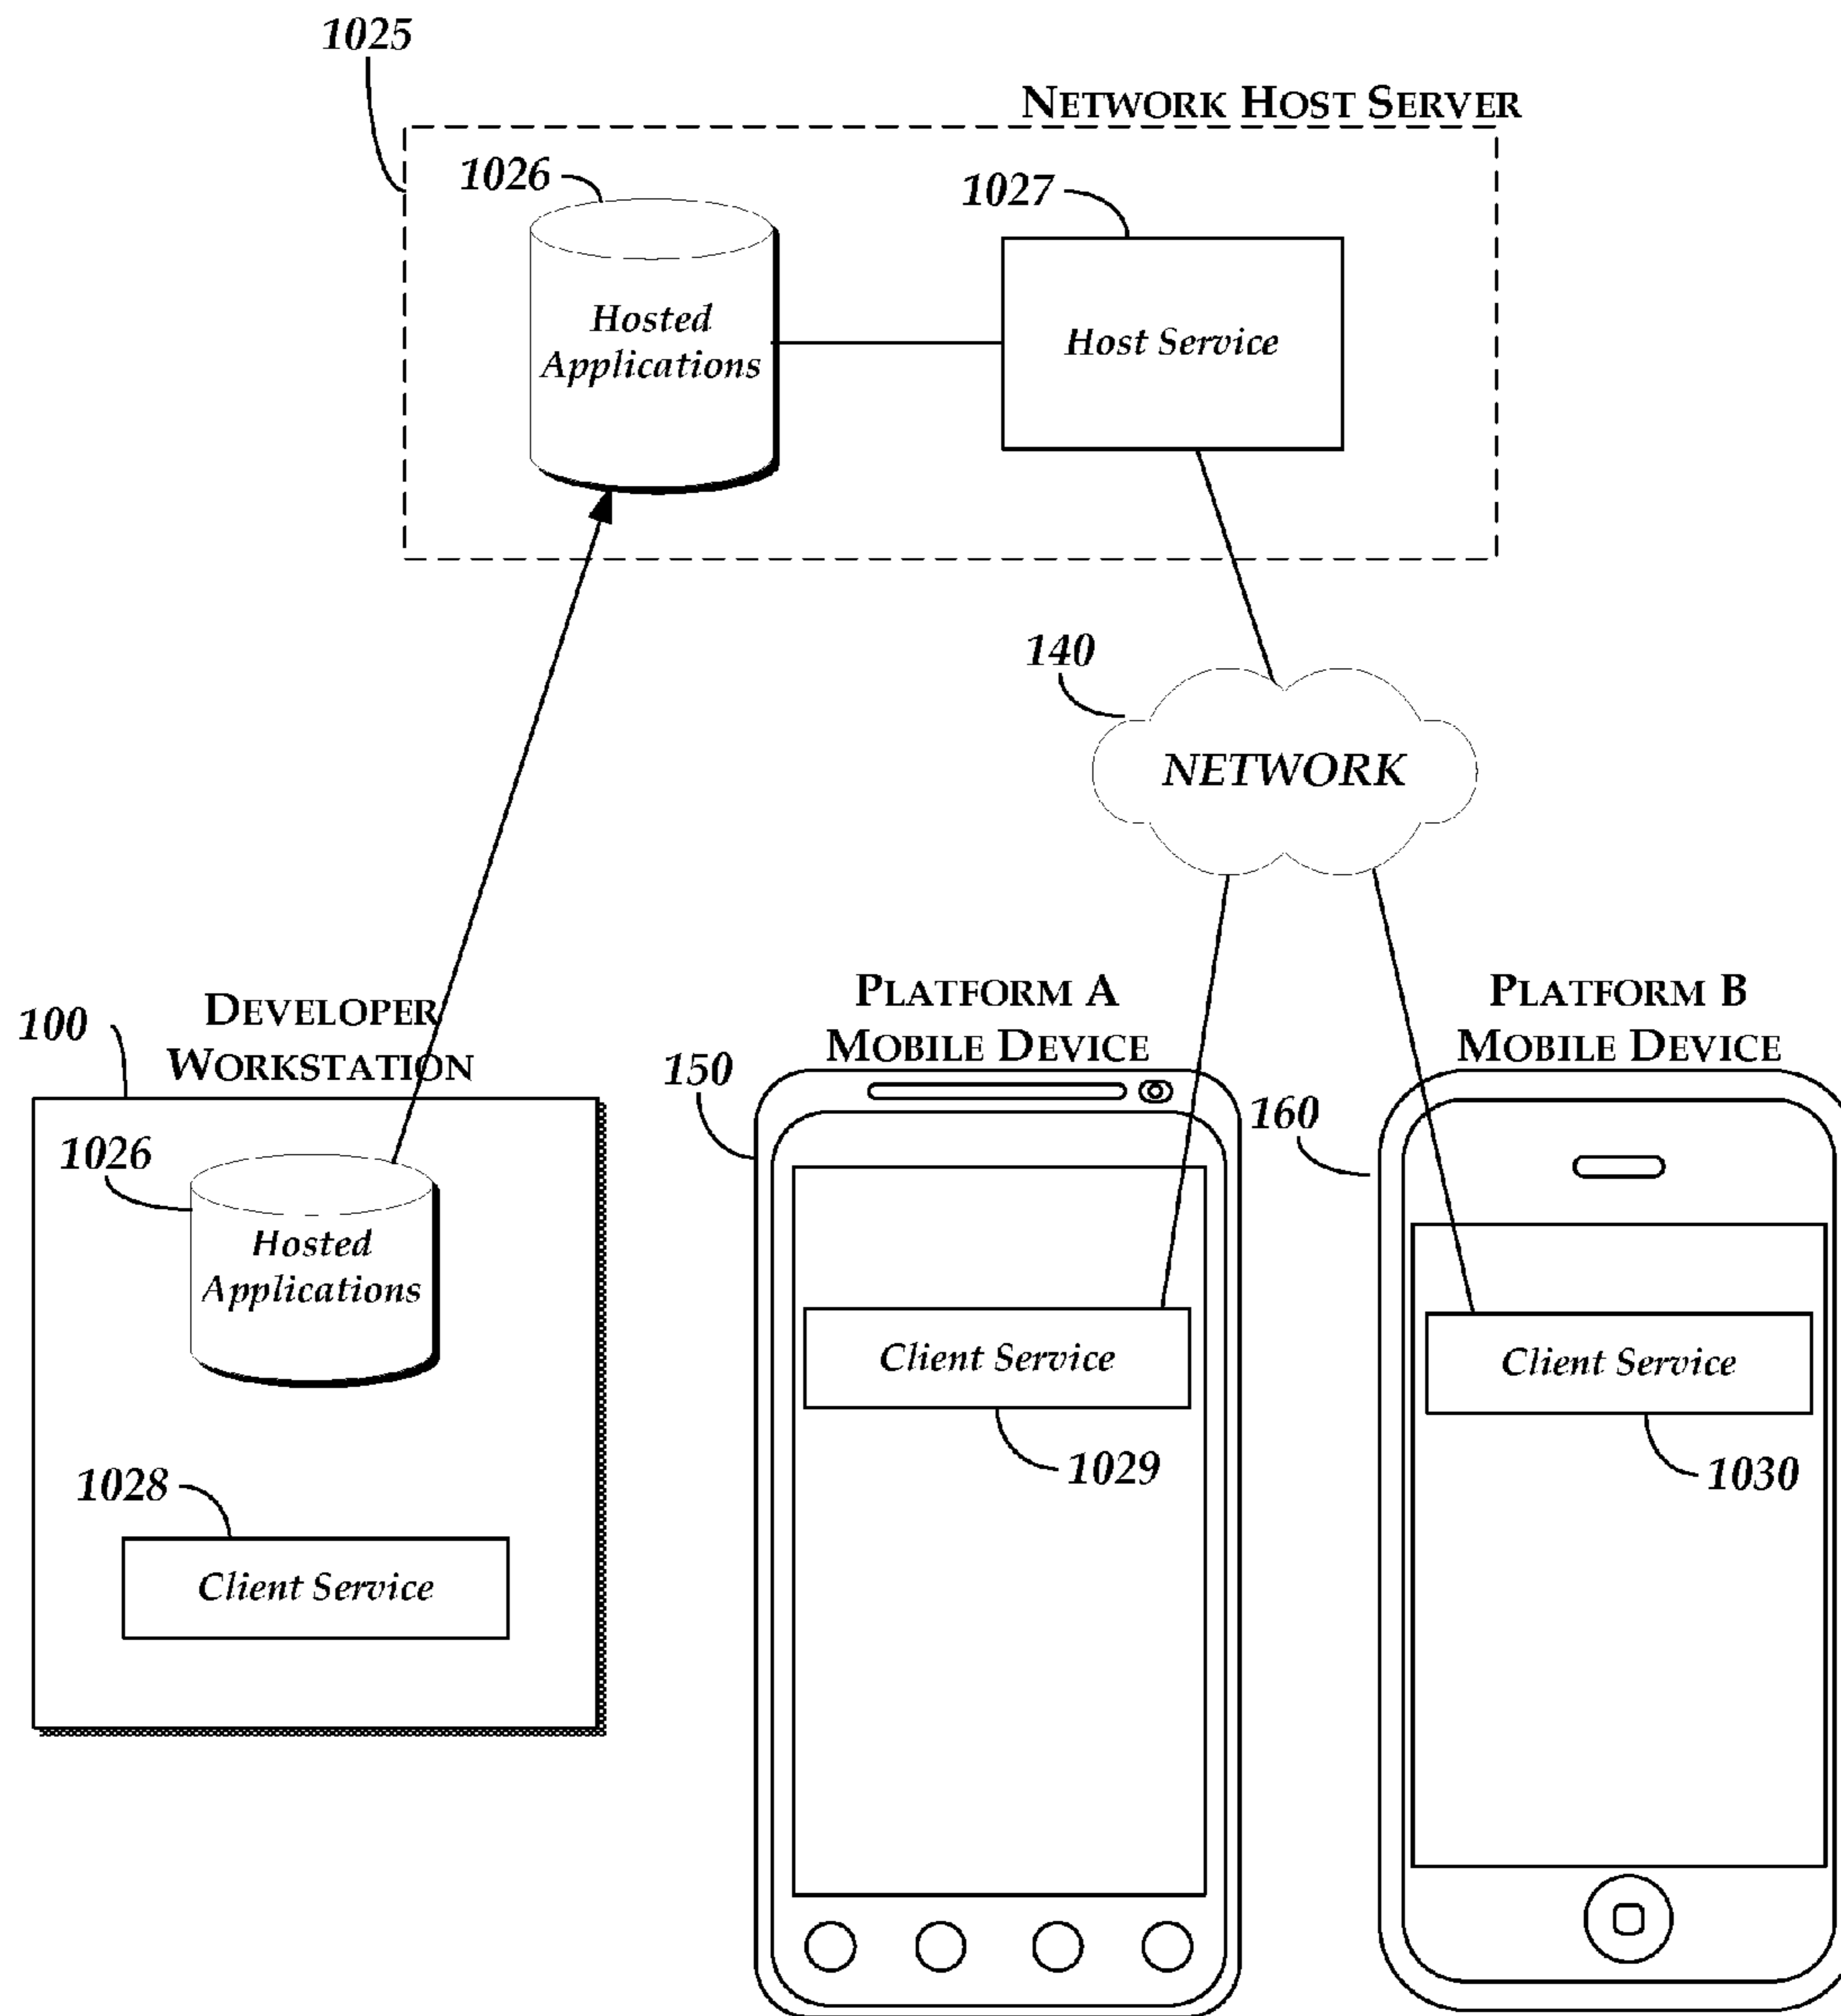 1025
NETWORK HOST SERVER
1026
1027
Hosted
Applications
Host Service
140
NETWORK
100
DEVELOPER
WORKSTATION
PLATFORM A
MOBILE DEVICE
PLATFORM B
MOBILE DEVICE
150
160
1026
Hosted
Applications
Client Service
Client Service
1029
1030
1028
Client Service